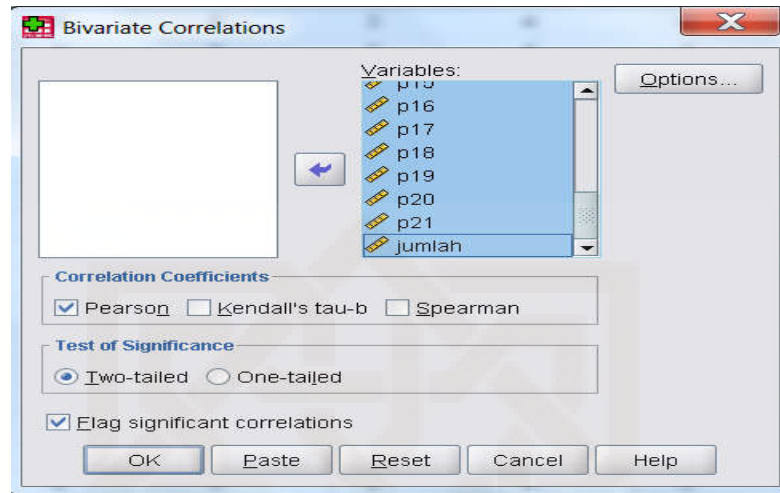 Bivariate Correlations
Variables:
p15
p16
p17
p18
p19
p20
p21
jumlah
Options...
Correlation Coefficients
Pearson Kendall's tau-b Spearman
Test of Significance
Two-tailed One-tailed
Flag significant correlations
OK Paste Reset Cancel Help